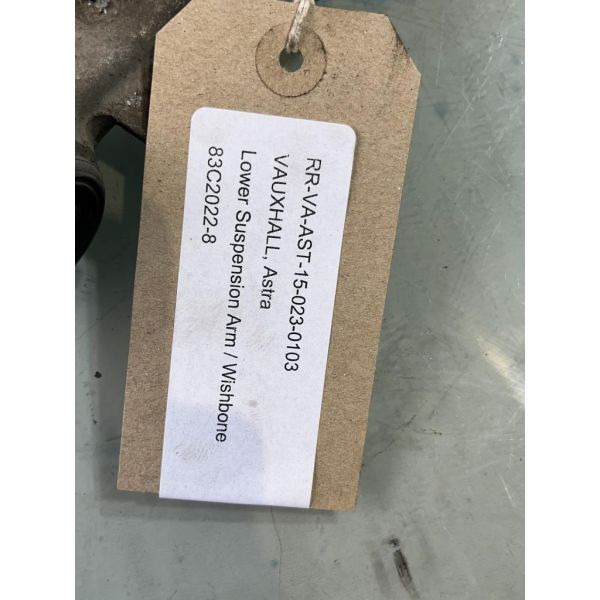 RR-VA-AST-15-023-0103
VAUXHALL, Astra
Lower Suspension Arm / Wishbone
83C2022-8